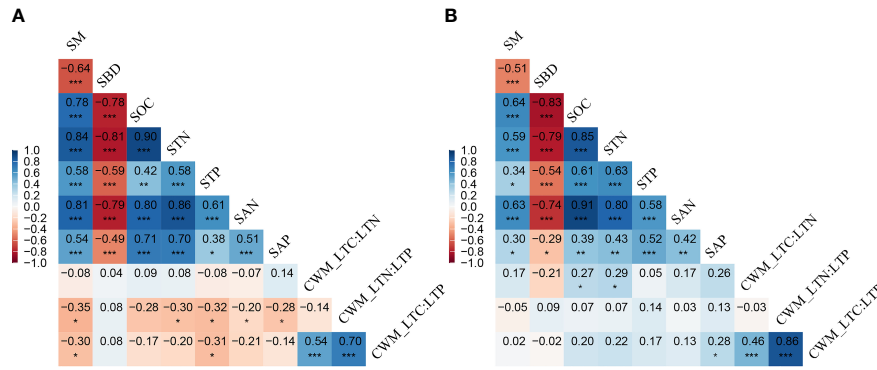 A
SM
−0.64
***
SBD
0.78 −0.78
*** ***
SOC
0.84 −0.81 0.90
*** *** ***
STN
0.58 −0.59 0.42 0.58
*** *** ** ***
STP
0.81 −0.79 0.80 0.86 0.61
*** *** *** *** ***
SAN
0.54 −0.49 0.71 0.70 0.38 0.51
*** *** *** *** * ***
SAP
−0.08 0.04 0.09 0.08 −0.08 −0.07 0.14
CWM_LTC:LTN
−0.35 0.08 −0.28 −0.30 −0.32 −0.20 −0.28 −0.14
* * * * *
CWM_LTN:LTP
−0.30 0.08 −0.17 −0.20 −0.31 −0.21 −0.14 0.54 0.70
* * *** ***
CWM_LTC:LTP
1.0
0.8
0.6
0.4
0.2
0.0
−0.2
−0.4
−0.6
−0.8
−1.0
B
SM
−0.51
***
SBD
0.64 −0.83
*** ***
SOC
0.59 −0.79 0.85
*** *** ***
STN
0.34 −0.54 0.61 0.63
* *** *** ***
STP
0.63 −0.74 0.91 0.80 0.58
*** *** *** *** ***
SAN
0.30 −0.29 0.39 0.43 0.52 0.42
* * ** ** *** **
SAP
0.17 −0.21 0.27 0.29 0.05 0.17 0.26
* *
CWM_LTC:LTN
−0.05 0.09 0.07 0.07 0.14 0.03 0.13 −0.03
CWM_LTN:LTP
0.02 −0.02 0.20 0.22 0.17 0.13 0.28 0.46 0.86
* *** ***
CWM_LTC:LTP
1.0
0.8
0.6
0.4
0.2
0.0
−0.2
−0.4
−0.6
−0.8
−1.0